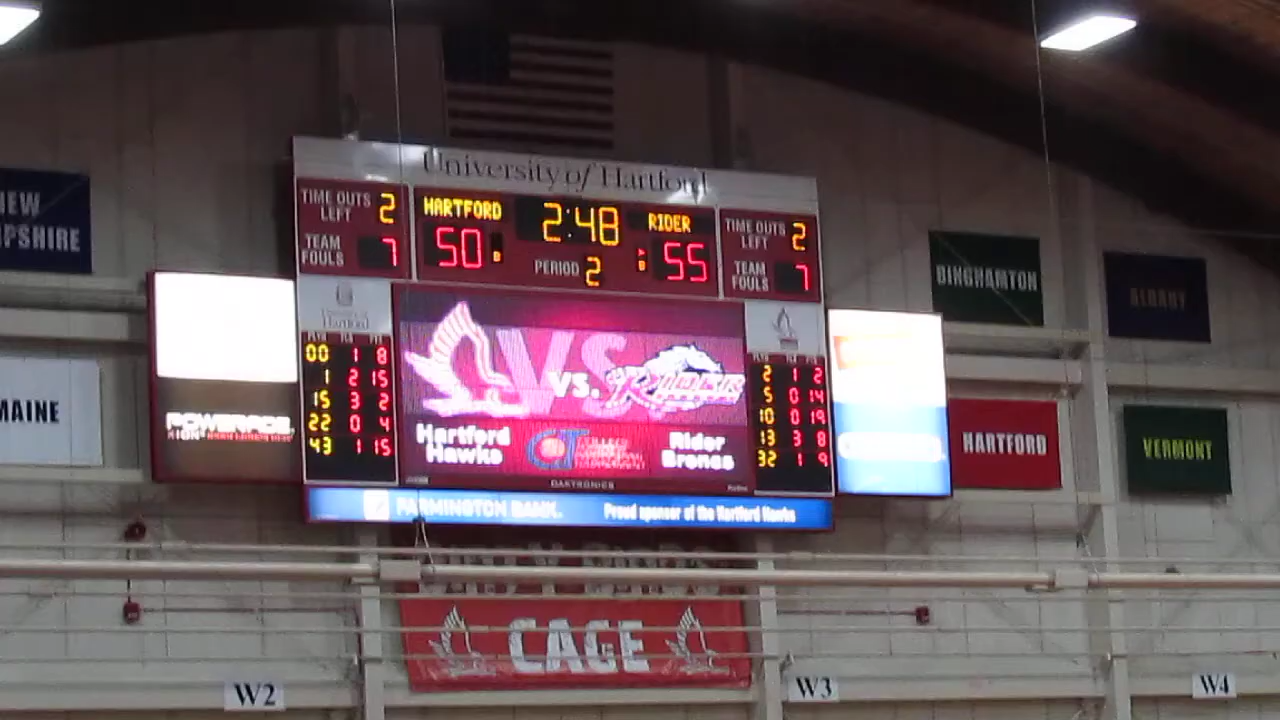 University of Hartford
TIME OUTS LEFT 2
HARTFORD 2:48 RIDER
TIME OUTS LEFT 2
TEAM FOULS 7
50 B PERIOD 2 B 55
TEAM FOULS 7
NEW
BINGHAMTON
ALBANY
Hartford
00 1 8
1 2 15
15 3 2
22 0 4
43 1 15
VS
VS. RIDER
2 1 2
5 0 14
10 0 19
13 3 8
32 1 9
Hartford Hawks
Rider Broncs
MAINE
POWERADE
HARTFORD
VERMONT
DAKTRONICS
FARMINGTON BANK. Proud sponsor of the Hartford Hawks
CAGE
W2
W3
W4